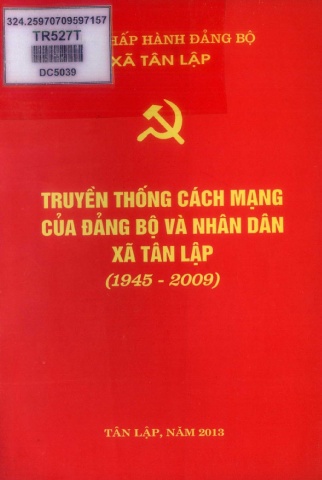 324.25970709597157
TR527T
DC5039
CHẤP HÀNH ĐẢNG BỘ
XÃ TÂN LẬP
TRUYỀN THỐNG CÁCH MẠNG
CỦA ĐẢNG BỘ VÀ NHÂN DÂN
XÃ TÂN LẬP
(1945 - 2009)
TÂN LẬP, NĂM 2013